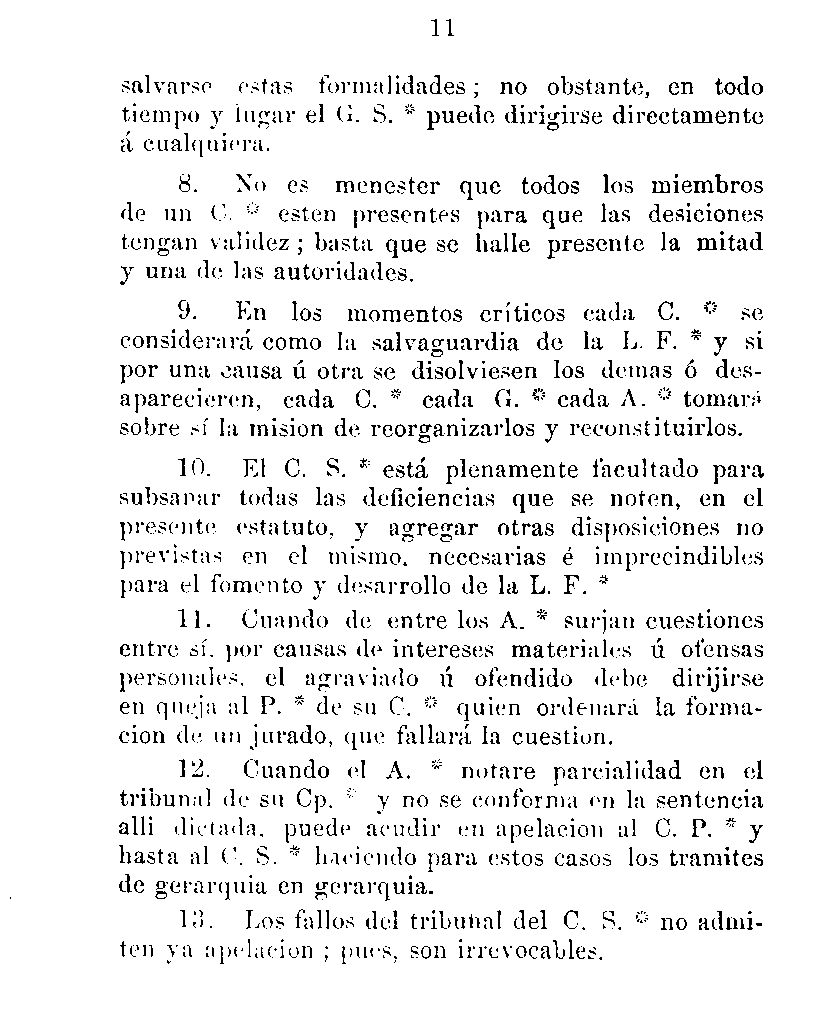 11
salvarse estas formalidades; no obstante, en todo
tiempo y lugar el G. S. * puede dirigirse directamente
á cualquiera.
8. No es menester que todos los miembros
de un C. * esten presentes para que las desiciones
tengan validez; basta que se halle presente la mitad
y una de las autoridades.
9. En los momentos críticos cada C. * se
considerará como la salvaguardia de la L. F. * y si
por una causa ú otra se disolviesen los demas ó des-
aparecieren, cada C. * cada G. * cada A. * tomará
sobre sí la mision de reorganizarlos y reconstituirlos.
10. El C. S. * está plenamente facultado para
subsanar todas las deficiencias que se noten, en el
presente estatuto, y agregar otras disposiciones no
previstas en el mismo, necesarias é imprecindibles
para el fomento y desarrollo de la L. F. *
11. Cuando de entre los A. * surjan cuestiones
entre sí, por causas de intereses materiales ú ofensas
personales, el agraviado ú ofendido debe dirijirse
en queja al P. * de su C. * quien ordenará la forma-
cion de un jurado, que fallará la cuestion.
12. Cuando el A. * notare parcialidad en el
tribunal de su Cp. * y no se conforma en la sentencia
alli dictada, puede acudir en apelacion al C. P. * y
hasta al C. S. * haciendo para estos casos los tramites
de gerarquia en gerarquia.
13. Los fallos del tribunal del C. S. * no admi-
ten ya apelacion; pues, son irrevocables.